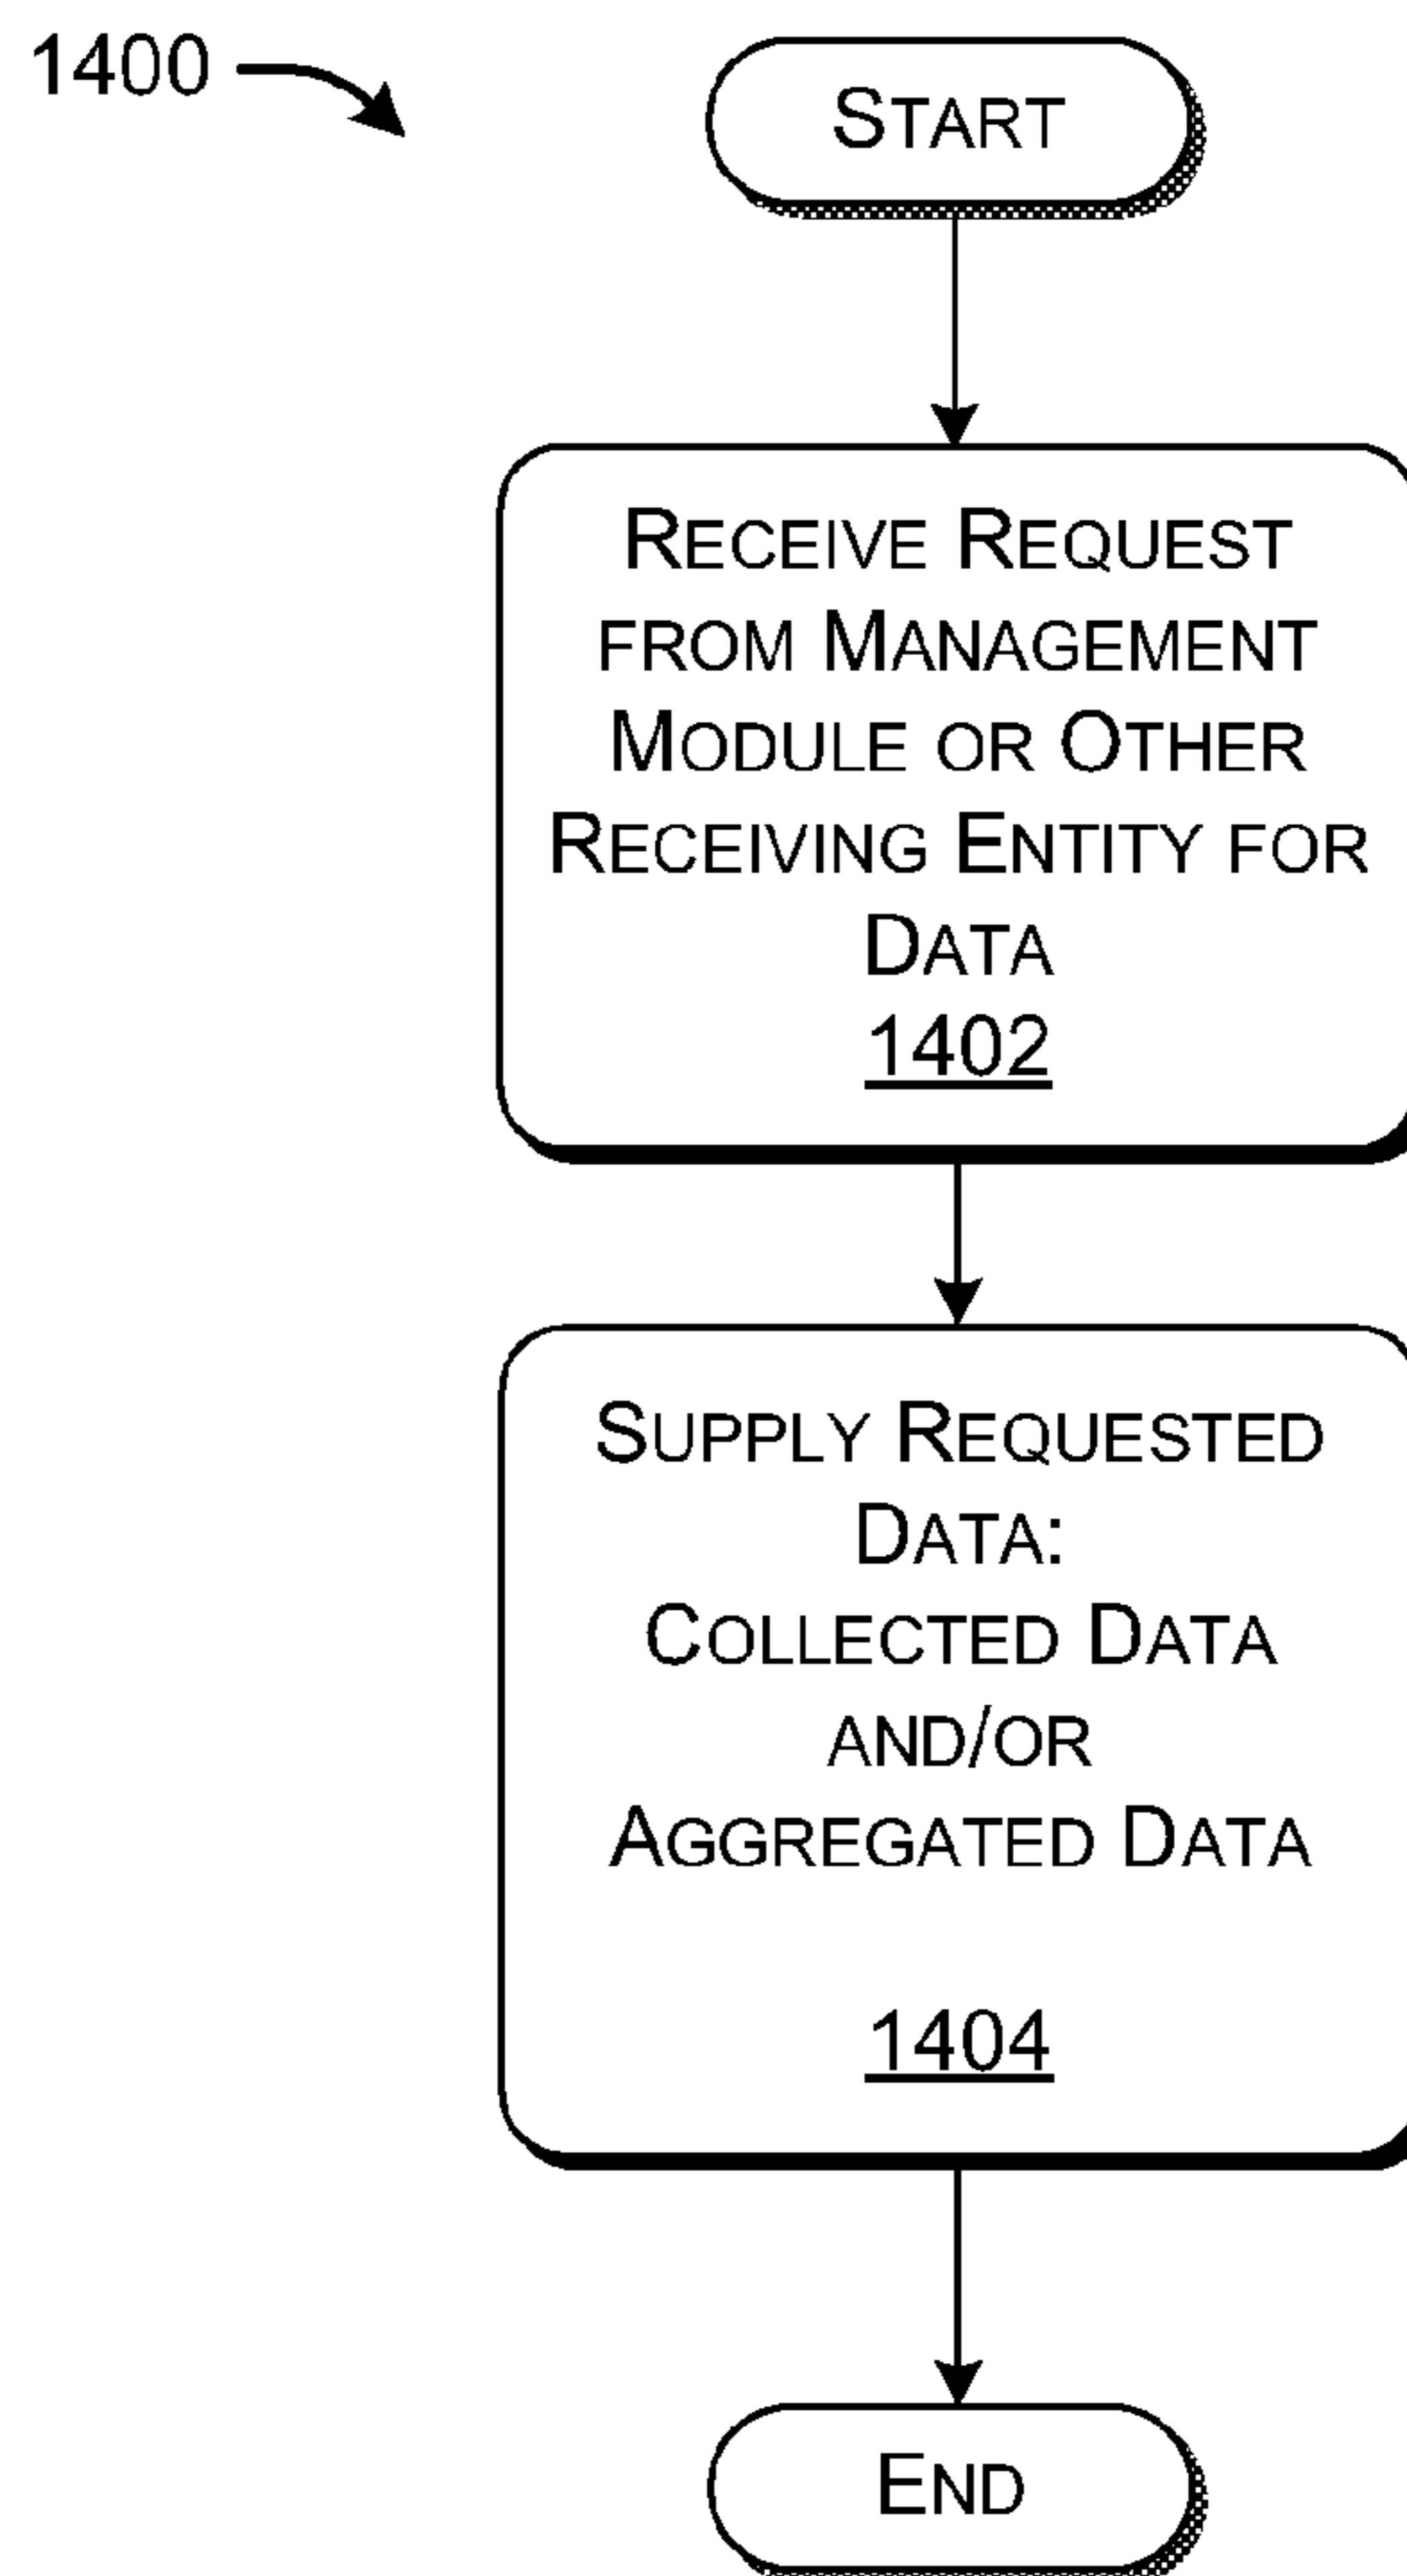 1400
START
RECEIVE REQUEST
FROM MANAGEMENT
MODULE OR OTHER
RECEIVING ENTITY FOR
DATA
1402
SUPPLY REQUESTED
DATA:
COLLECTED DATA
AND/OR
AGGREGATED DATA
1404
END